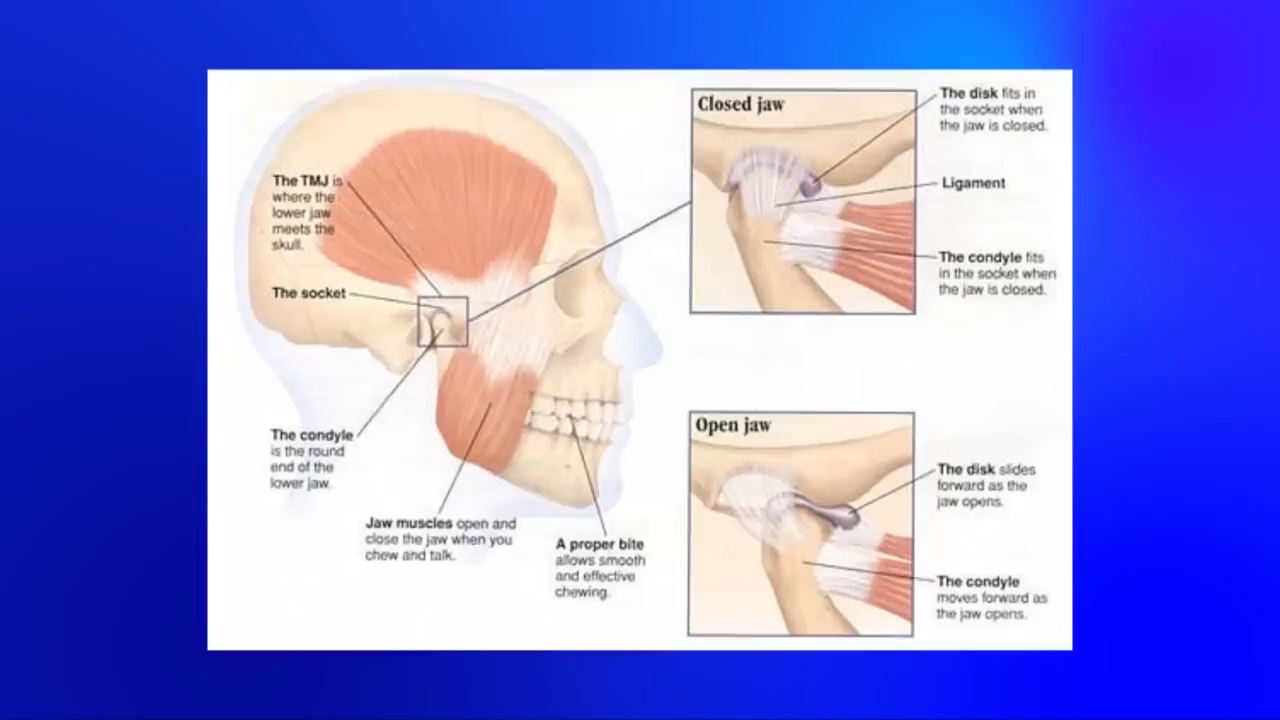 The TMJ is
where the
lower jaw
meets the
skull.
The socket
The condyle
is the round
end of the
lower jaw.
Jaw muscles open and
close the jaw when you
chew and talk.
A proper bite
allows smooth
and effective
chewing.
Closed jaw
The disk fits in
the socket when
the jaw is closed.
Ligament
The condyle fits
in the socket when
the jaw is closed.
Open jaw
The disk slides
forward as the
jaw opens.
The condyle
moves forward as
the jaw opens.